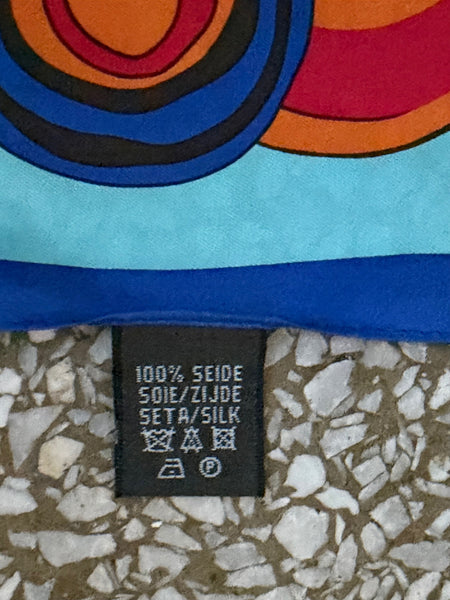 100% SEIDE
SOIE/ZIJDE
SETA/SILK
P